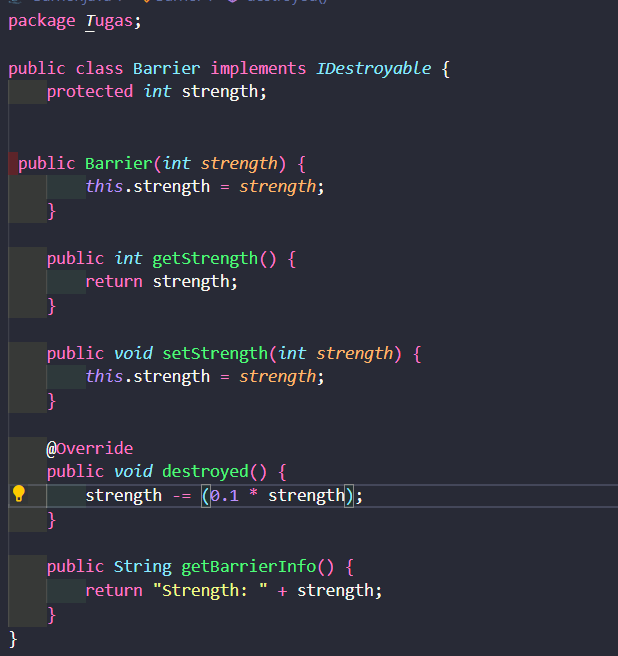 package Tugas;
public class Barrier implements IDestroyable {
protected int strength;
public Barrier(int strength) {
this.strength = strength;
}
public int getStrength() {
return strength;
}
public void setStrength(int strength) {
this.strength = strength;
}
@Override
public void destroyed() {
strength -= (0.1 * strength);
}
public String getBarrierInfo() {
return "Strength: " + strength;
}
}